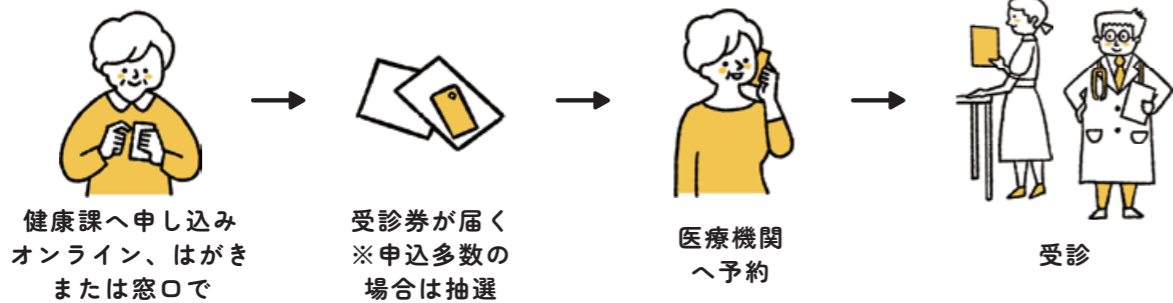 健康課へ申し込み
オンライン、はがき
または窓口で
受診券が届く
※申込多数の
場合は抽選
医療機関
へ予約
受診